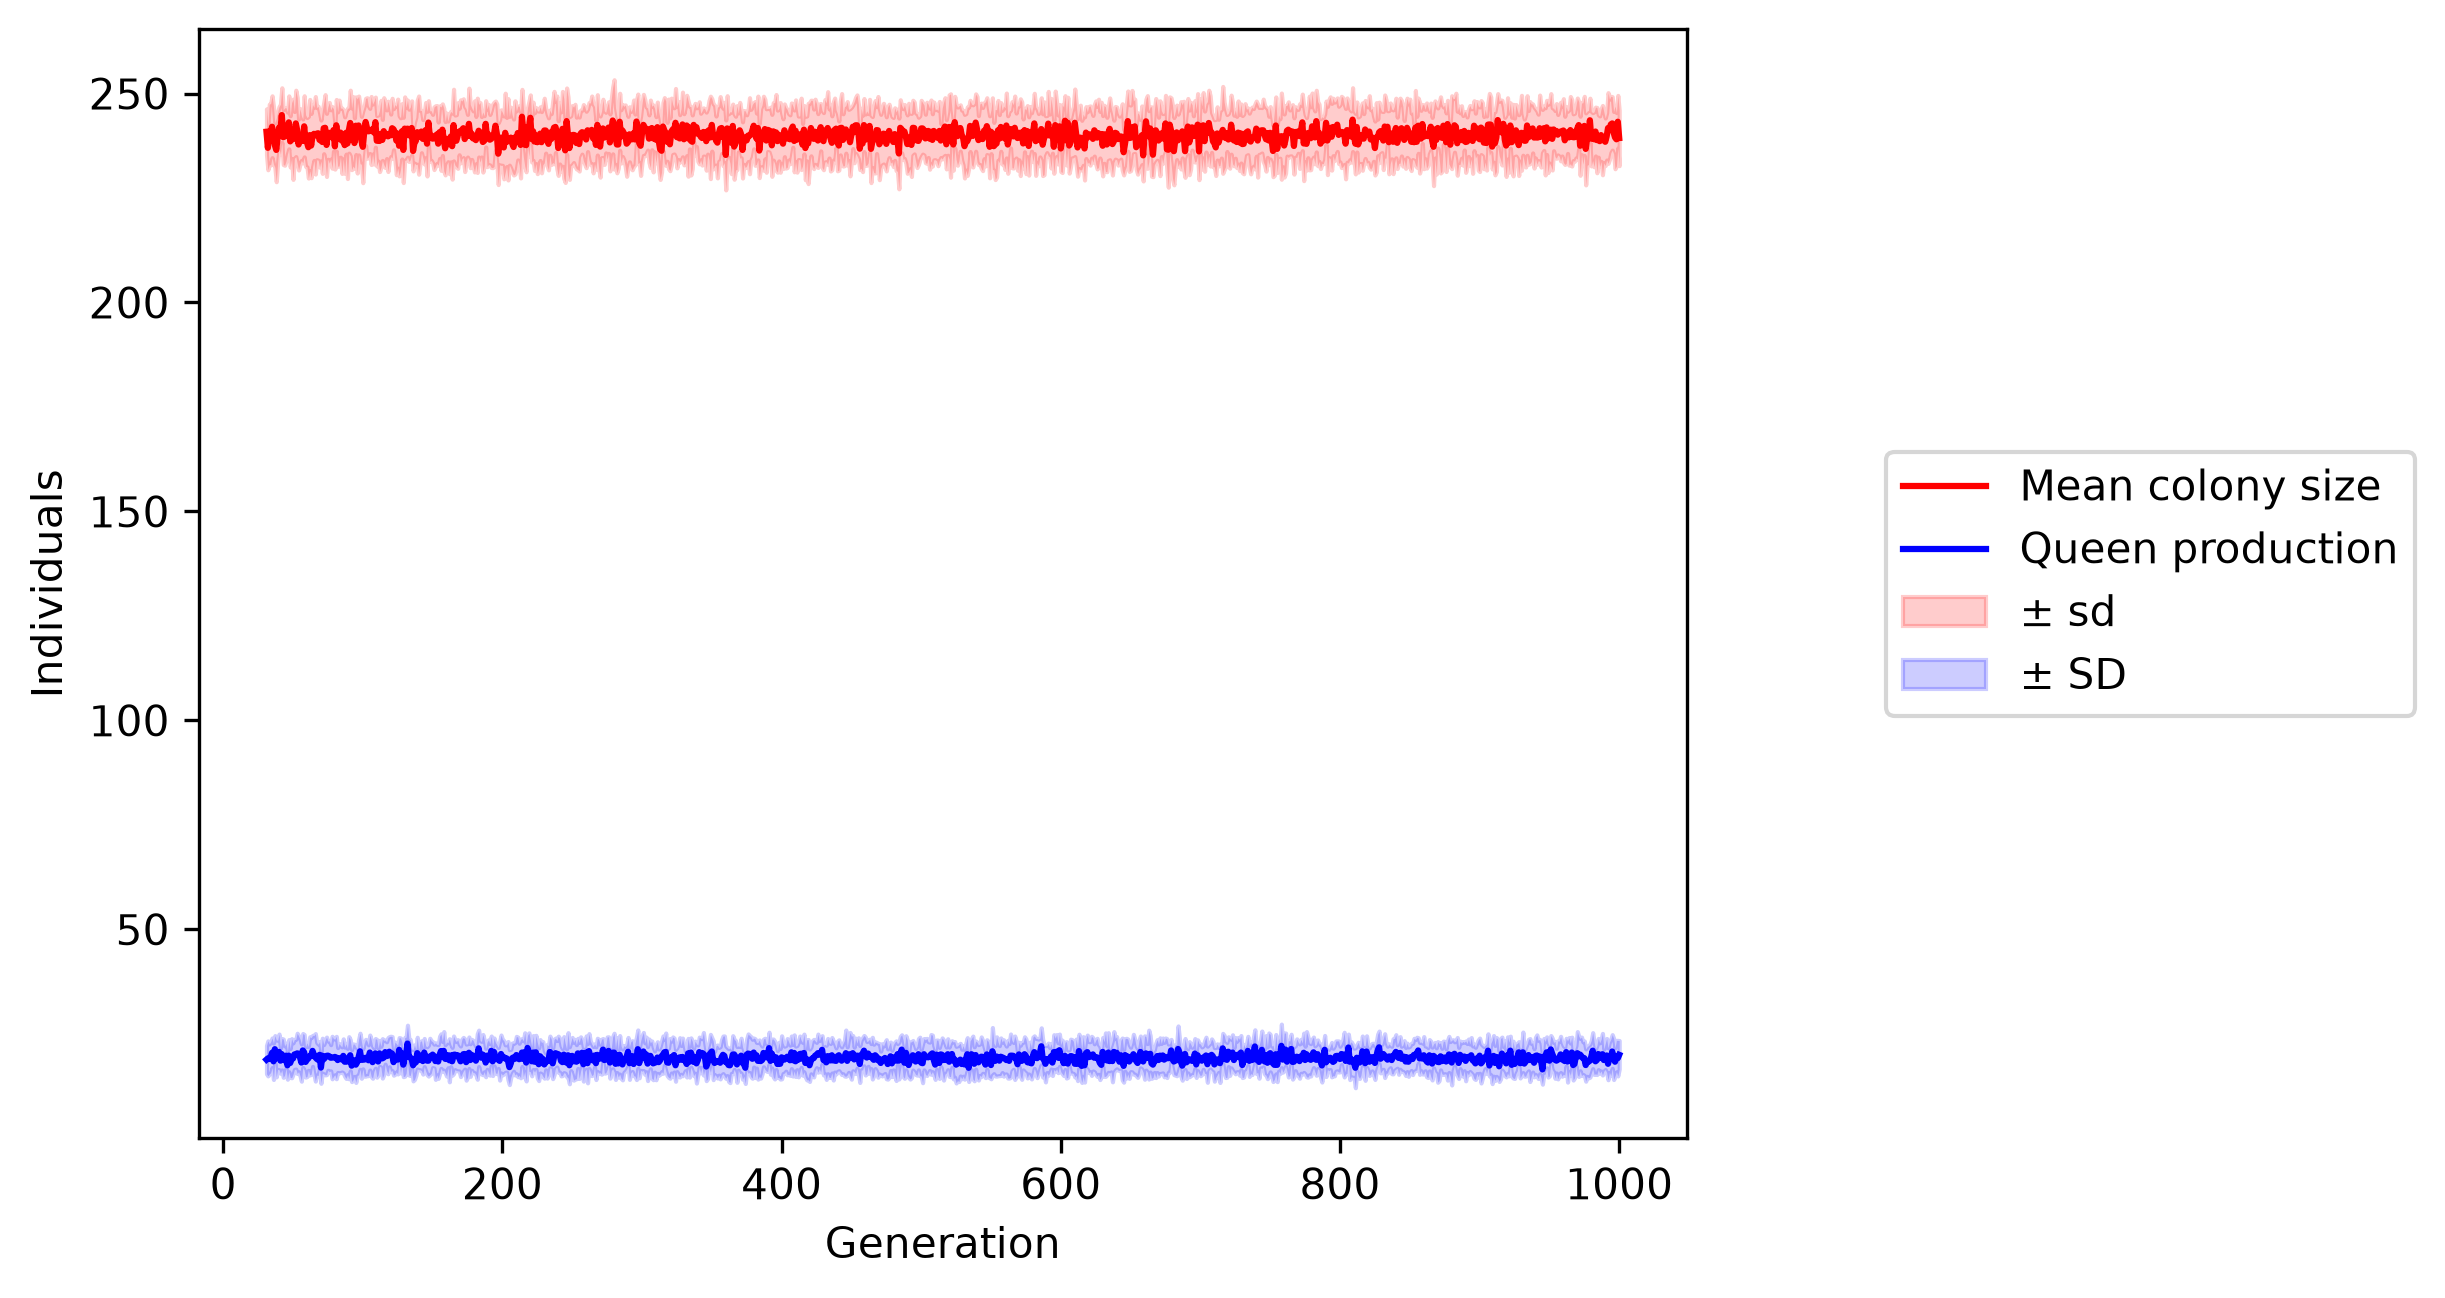 250
200
150
100
50
Individuals
0 200 400 600 800 1000
Generation
Mean colony size
Queen production
± sd
± SD